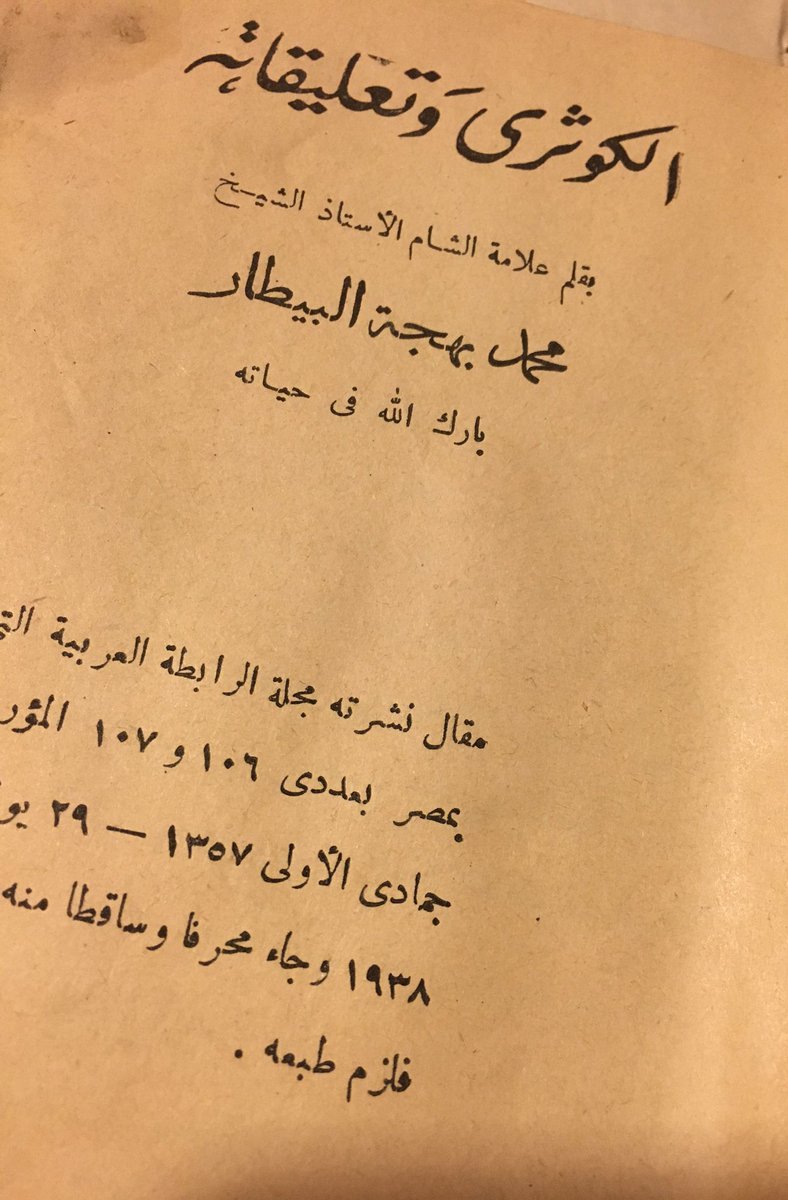 الكوثرى وَتعليقاته
بقلم علامة الشام الأستاذ الشيخ
محمد بهجة البيطار
بارك الله فى حياته
مقال نشرته مجلة الرابطة العربية
بمصر بعددى ١٠٦ و ١٠٧
جمادى الأولى ١٣٥٧ — ٢٩
١٩٣٨ وجاء محرفا وساقطا منه
فلزم طبعه .